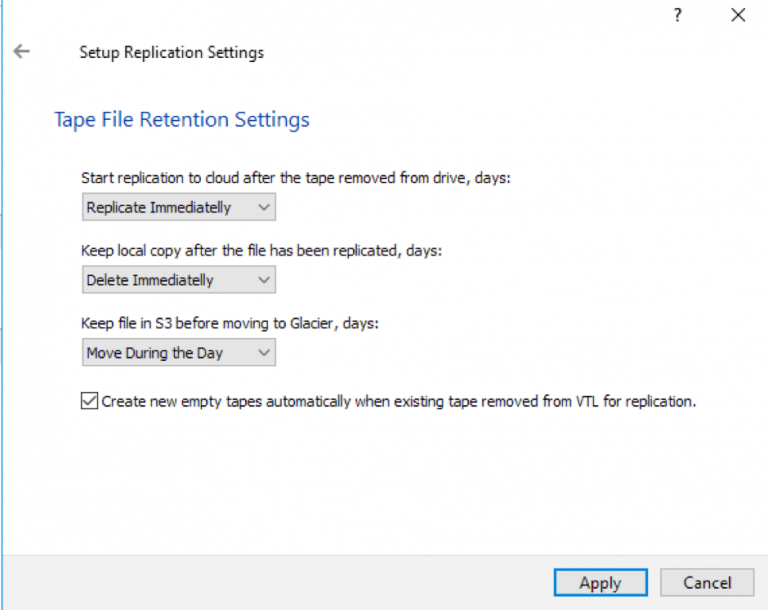 ?
Setup Replication Settings
Tape File Retention Settings
Start replication to cloud after the tape removed from drive, days:
Replicate Immediatelly
Keep local copy after the file has been replicated, days:
Delete Immediatelly
Keep file in S3 before moving to Glacier, days:
Move During the Day
Create new empty tapes automatically when existing tape removed from VTL for replication.
Apply Cancel